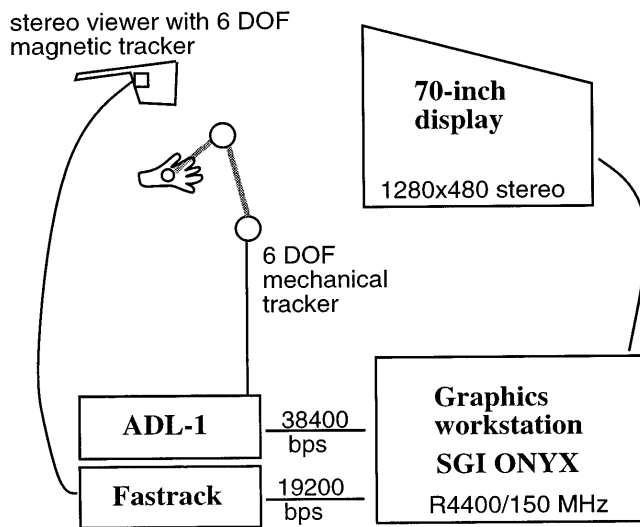 stereo viewer with 6 DOF
magnetic tracker
70-inch
display
1280x480 stereo
6 DOF
mechanical
tracker
ADL-1
38400
bps
Fastrack
19200
bps
Graphics
workstation
SGI ONYX
R4400/150 MHz